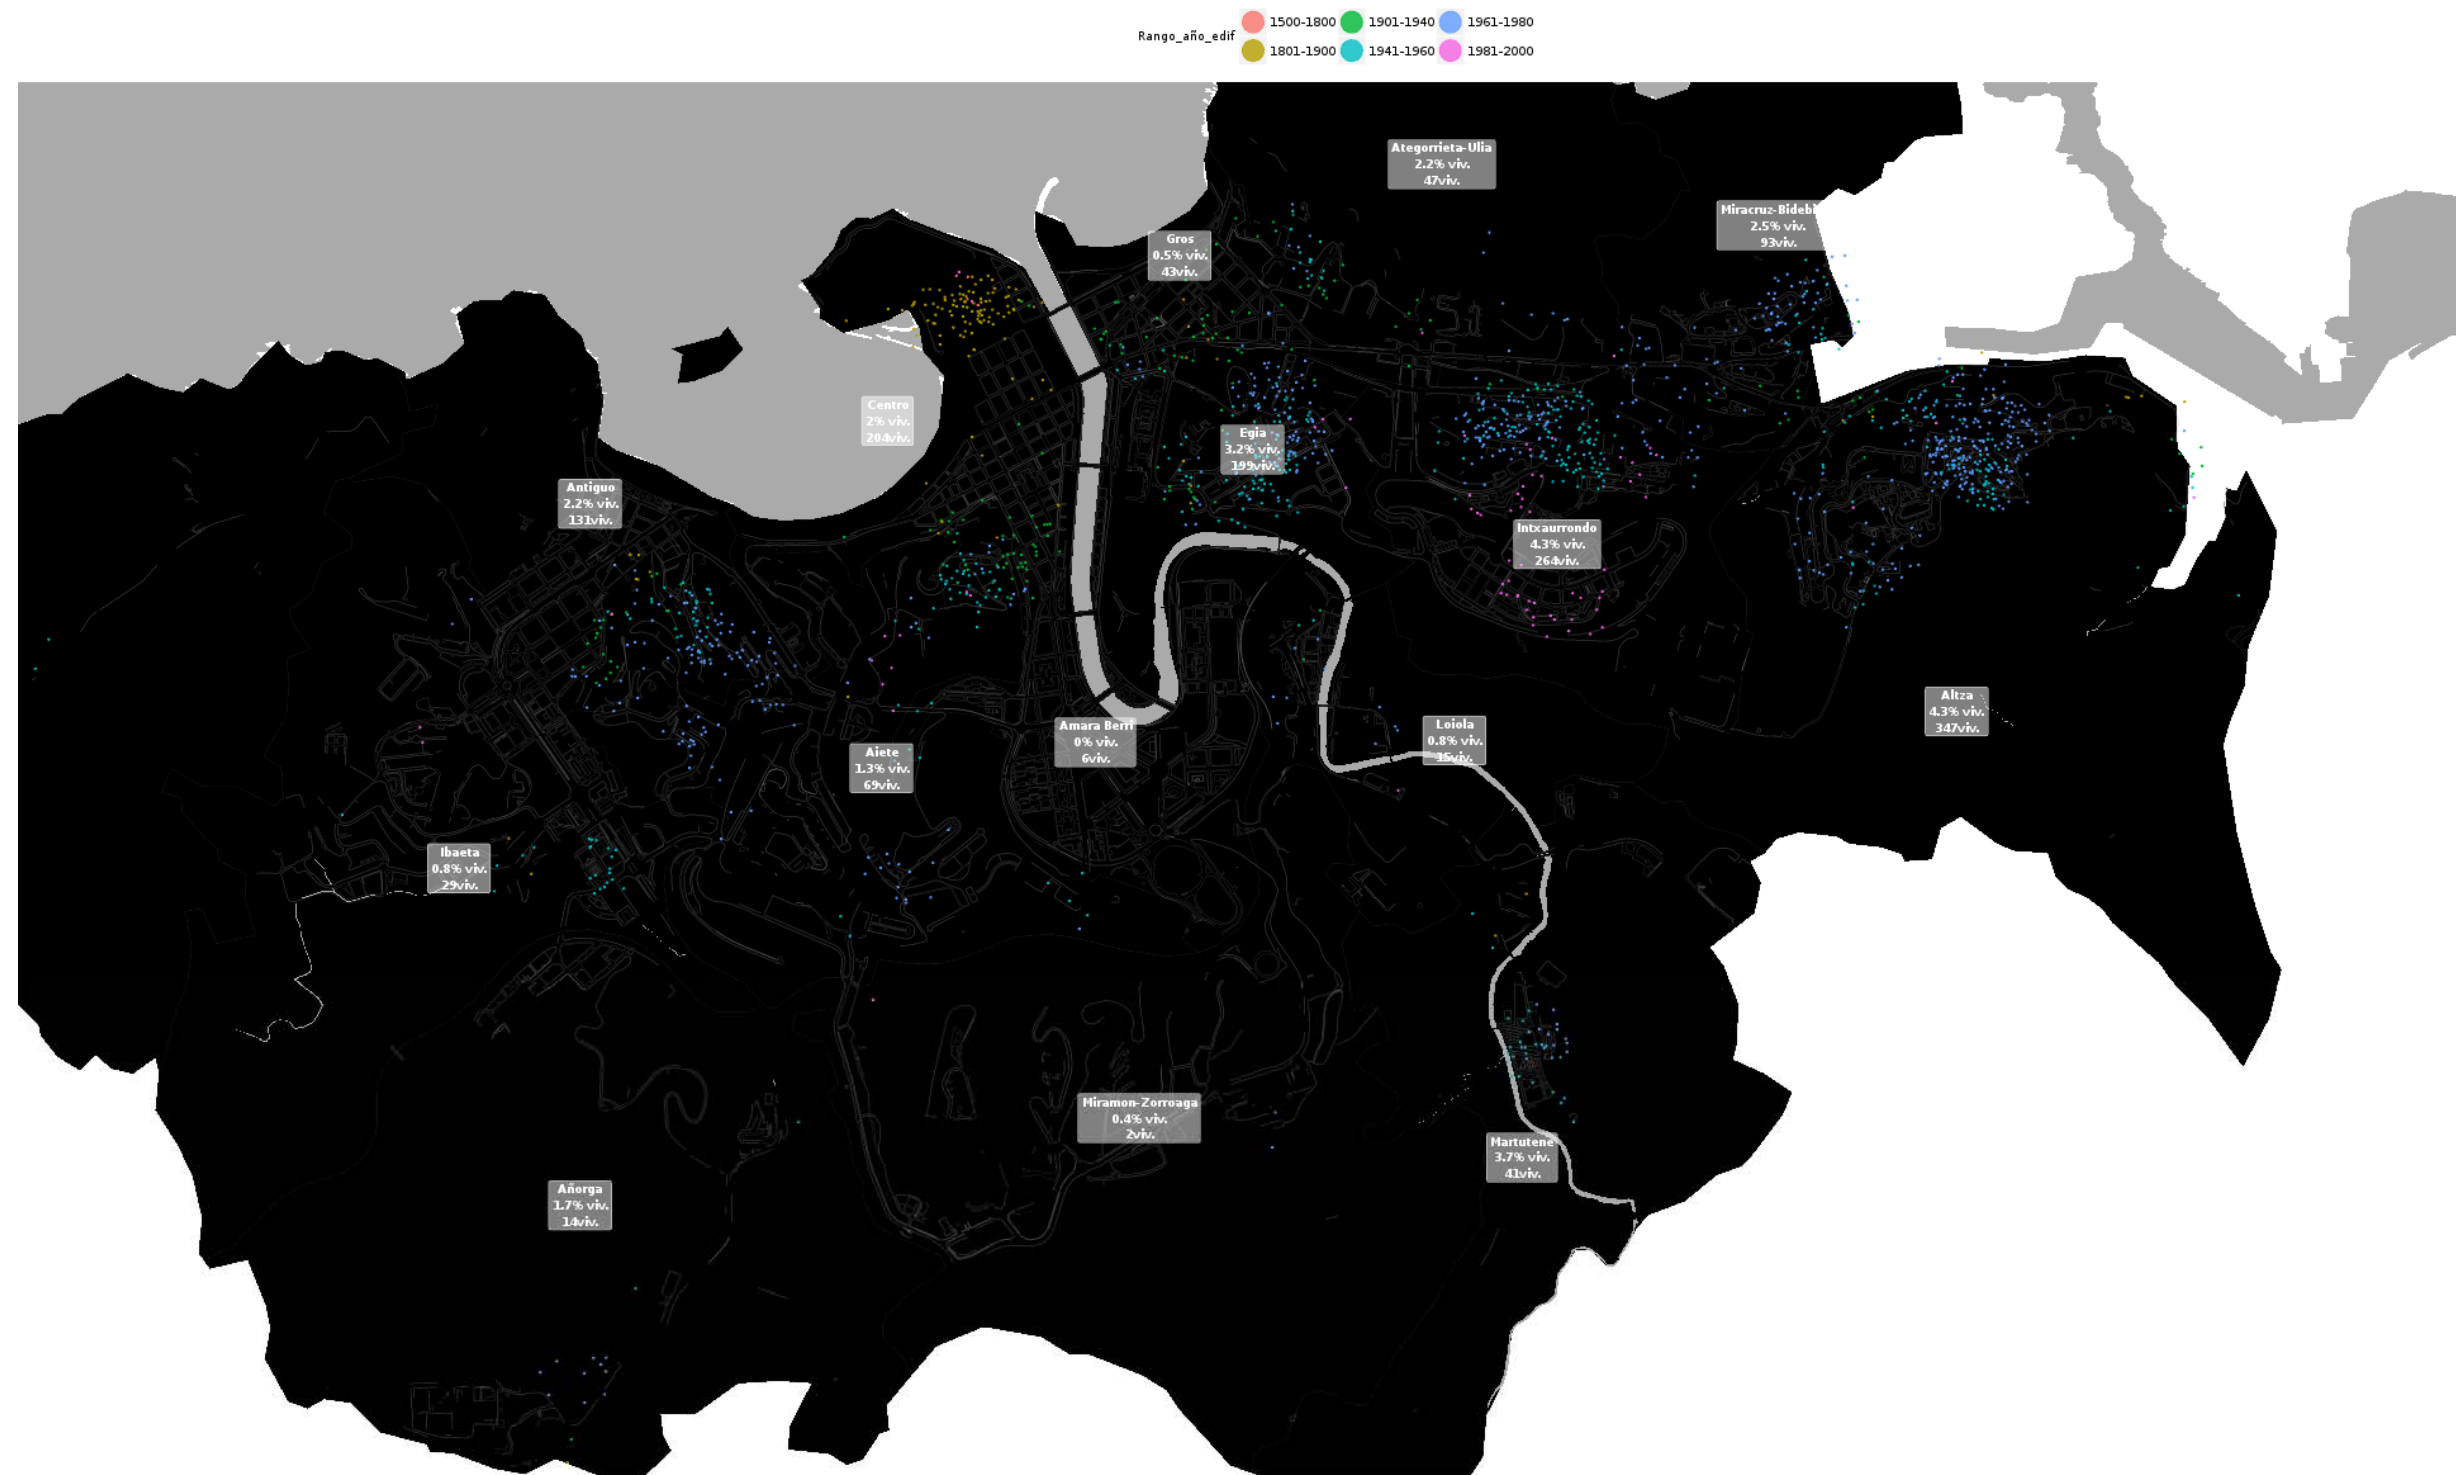 Rango_año_edif
1500-1800
1901-1940
1961-1980
1801-1900
1941-1960
1981-2000
Ategorrieta-Ulia
2.2% viv.
47viv.
Miracruz-Bidebi
2.5% viv.
93viv.
Gros
0.5% viv.
43viv.
Centro
2% viv.
204viv.
Egia
3.2% viv.
199viv.
Antiguo
2.2% viv.
131viv.
Intxaurrondo
4.3% viv.
264viv.
Altza
4.3% viv.
347viv.
Amara Berri
0% viv.
6viv.
Loiola
0.8% viv.
15viv.
Aiete
1.3% viv.
69viv.
Ibaeta
0.8% viv.
29viv.
Miramon-Zorroaga
0.4% viv.
2viv.
Martutene
3.7% viv.
41viv.
Añorga
1.7% viv.
14viv.